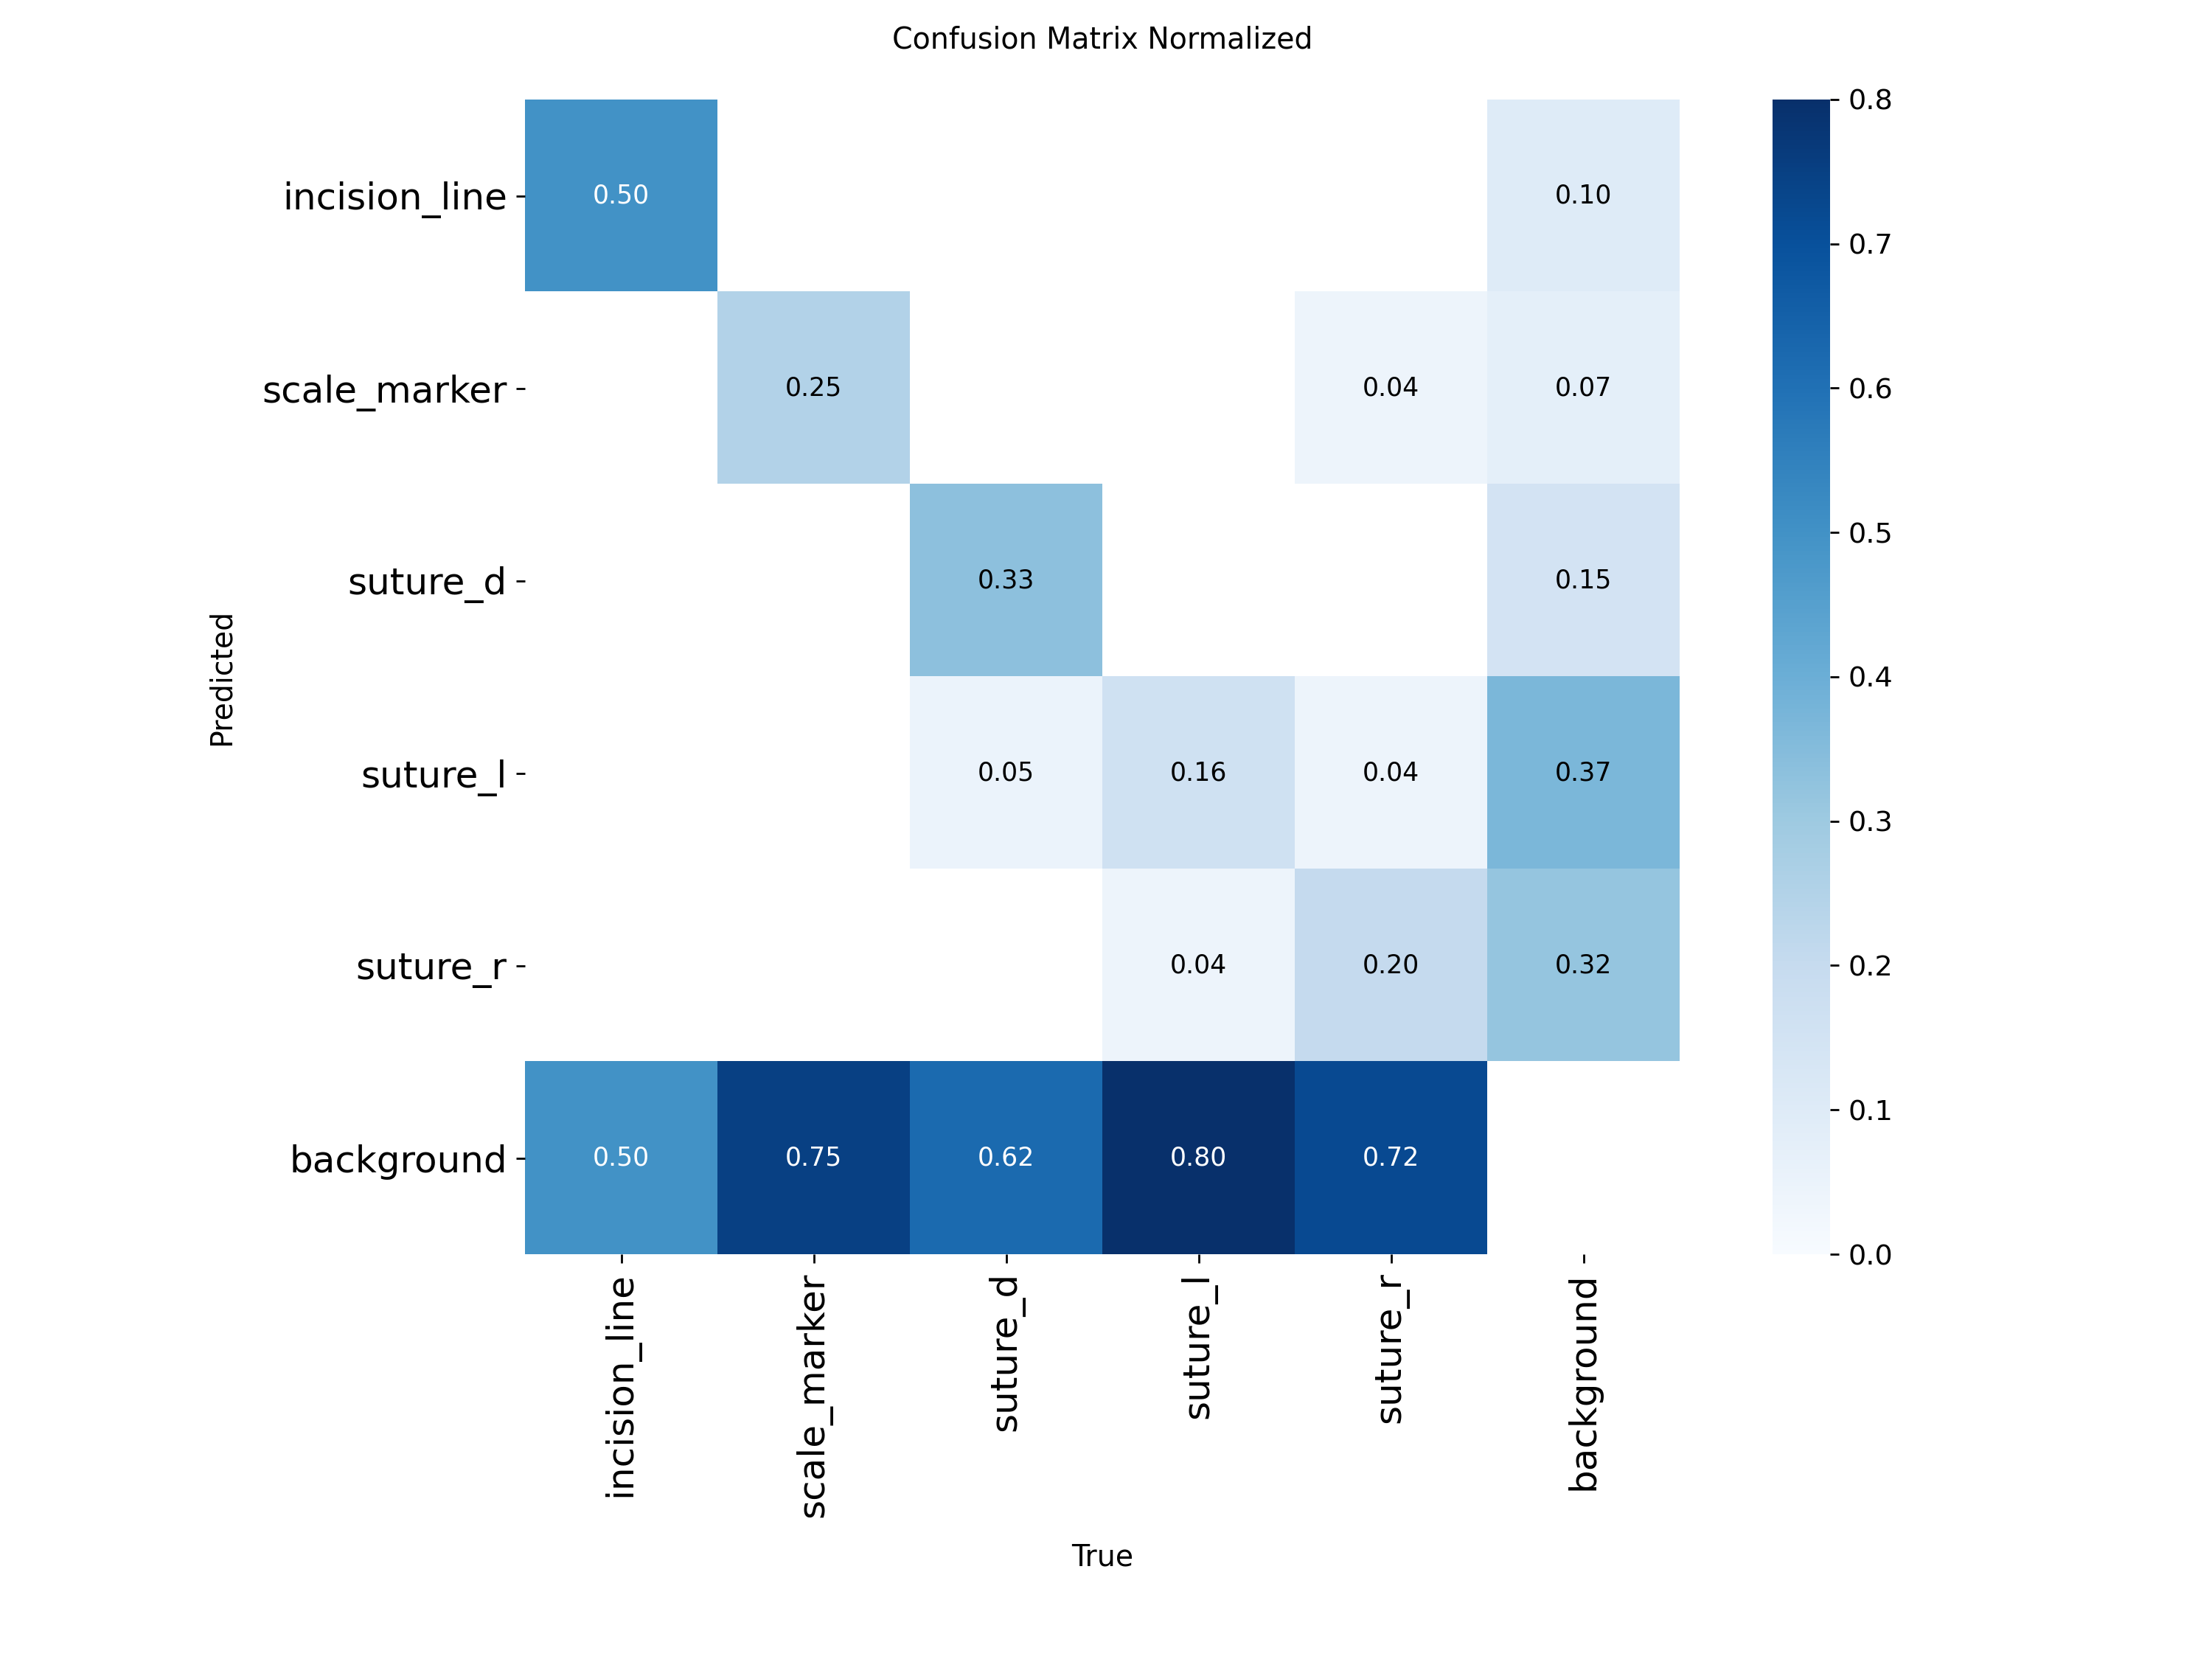 Confusion Matrix Normalized
incision_line 0.50 0.10
scale_marker 0.25 0.04 0.07
suture_d 0.33 0.15
suture_l 0.05 0.16 0.04 0.37
suture_r 0.04 0.20 0.32
background 0.50 0.75 0.62 0.80 0.72
Predicted
incision_line
scale_marker
suture_d
suture_l
suture_r
background
True
0.8
0.7
0.6
0.5
0.4
0.3
0.2
0.1
0.0